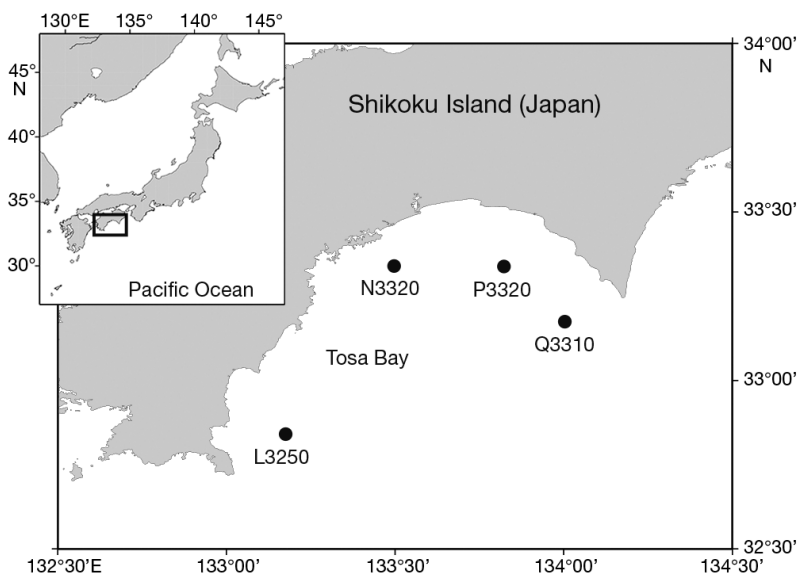 130°E 135° 140° 145°
45°
N
40°
35°
30°
Pacific Ocean
34°00'
N
Shikoku Island (Japan)
33°30'
N3320
P3320
Q3310
Tosa Bay
33°00'
L3250
32°30'
132°30'E 133°00' 133°30' 134°00' 134°30'